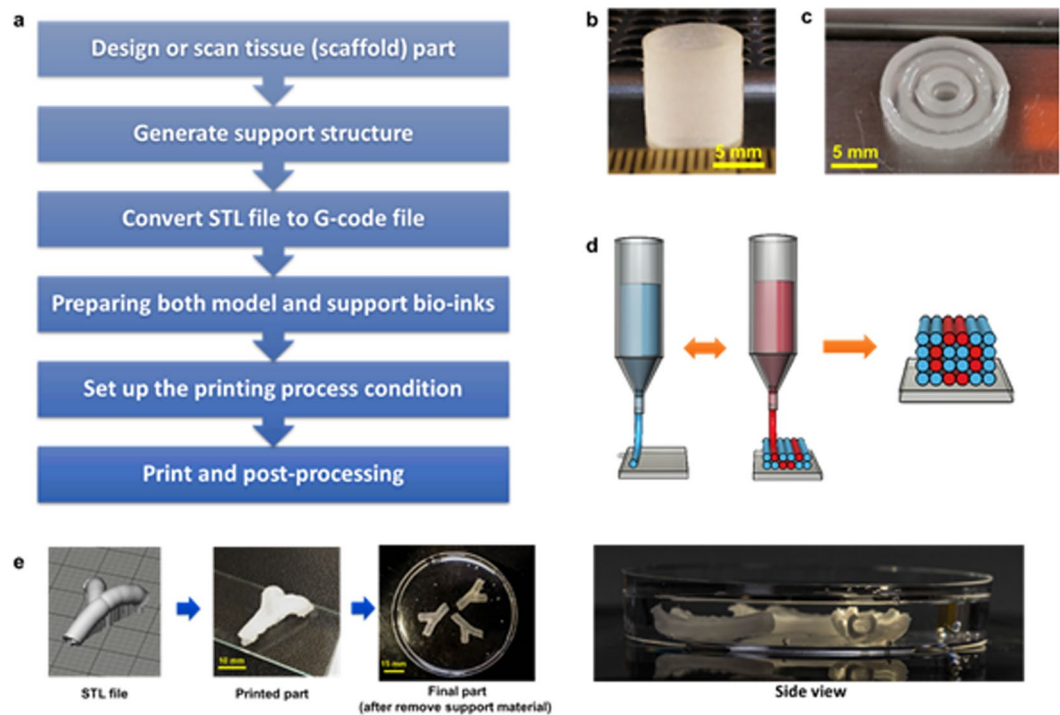 a
Design or scan tissue (scaffold) part
Generate support structure
Convert STL file to G-code file
Preparing both model and support bio-inks
Set up the printing process condition
Print and post-processing
b
5 mm
c
5 mm
d
e
STL file
10 mm
Printed part
15 mm
Final part
(after remove support material)
Side view